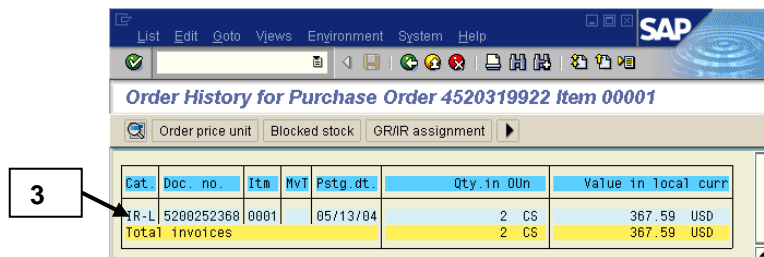 List Edit Goto Views Environment System Help
SAP
Order History for Purchase Order 4520319922 Item 00001
Order price unit Blocked stock GR/IR assignment
3
Cat. Doc. no. Itm MvT Pstg.dt. Qty.in OUn Value in local curr
IR-L 5200252368 0001 05/13/04 2 CS 367.59 USD
Total invoices 2 CS 367.59 USD